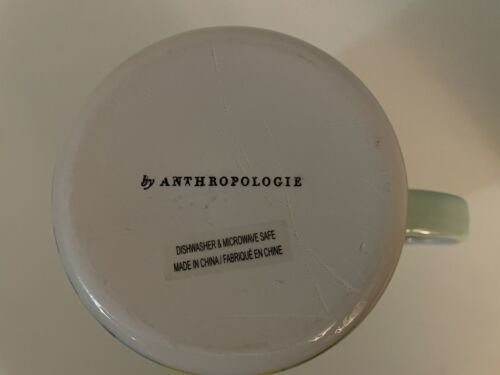 by ANTHROPOLOGIE
DISHWASHER & MICROWAVE SAFE
MADE IN CHINA / FABRIQUÉ EN CHINE